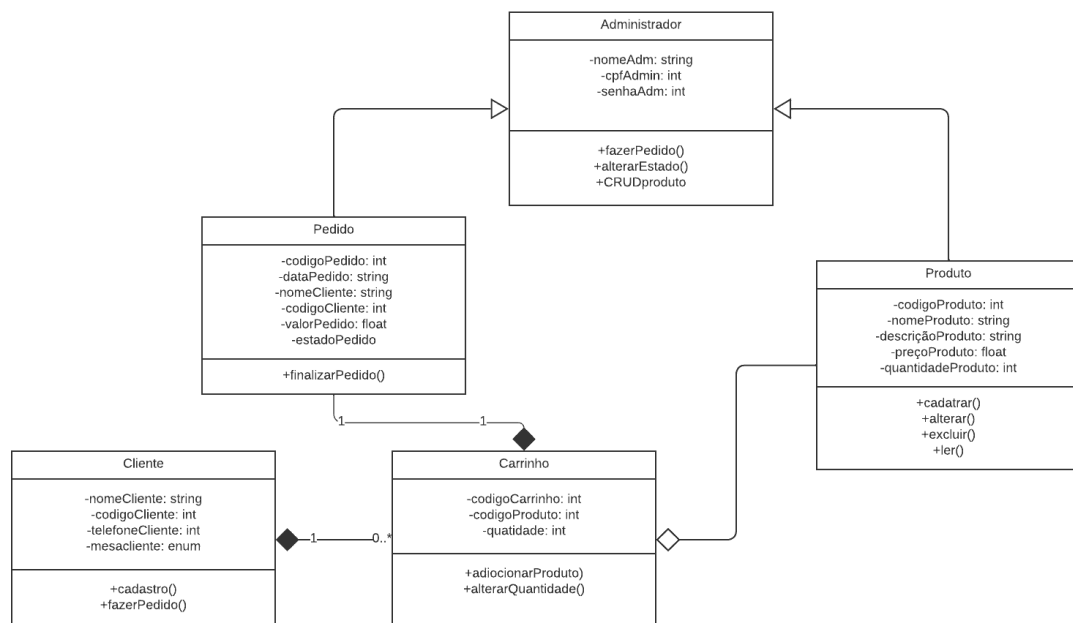 Administrador
-nomeAdm: string
-cpfAdmin: int
-senhaAdm: int
+fazerPedido()
+alterarEstado()
+CRUDproduto
Pedido
-codigoPedido: int
-dataPedido: string
-nomeCliente: string
-codigoCliente: int
-valorPedido: float
-estadoPedido
+finalizarPedido()
Produto
-codigoProduto: int
-nomeProduto: string
-descriçãoProduto: string
-preçoProduto: float
-quantidadeProduto: int
+cadatrar()
+alterar()
+excluir()
+ler()
1
1
Cliente
-nomeCliente: string
-codigoCliente: int
-telefoneCliente: int
-mesacliente: enum
+cadastro()
+fazerPedido()
1
0..*
Carrinho
-codigoCarrinho: int
-codigoProduto: int
-quatidade: int
+adiocionarProduto)
+alterarQuantidade()